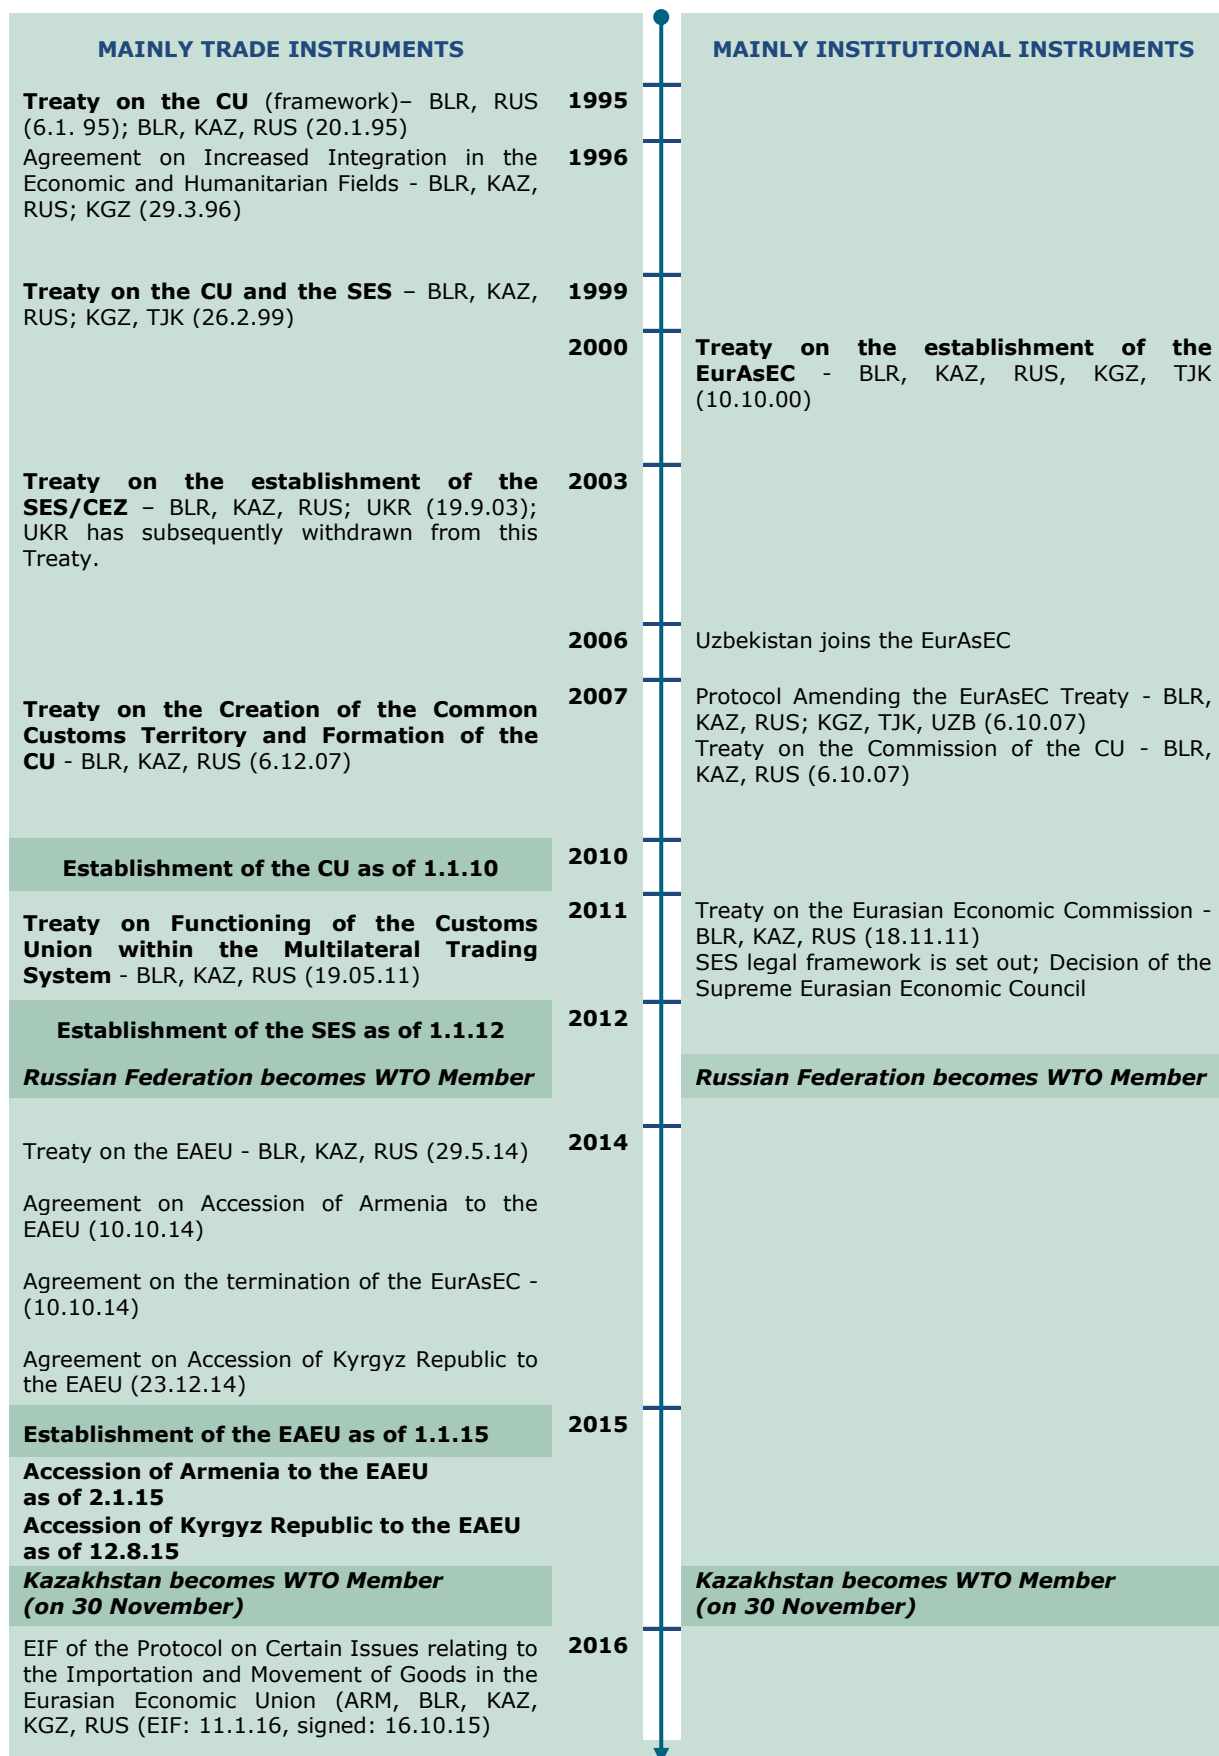 MAINLY TRADE INSTRUMENTS
MAINLY INSTITUTIONAL INSTRUMENTS
Treaty on the CU (framework)– BLR, RUS
(6.1. 95); BLR, KAZ, RUS (20.1.95)
1995
Agreement on Increased Integration in the
Economic and Humanitarian Fields - BLR, KAZ,
RUS; KGZ (29.3.96)
1996
Treaty on the CU and the SES – BLR, KAZ,
RUS; KGZ, TJK (26.2.99)
1999
2000
Treaty on the establishment of the
EurAsEC - BLR, KAZ, RUS, KGZ, TJK
(10.10.00)
Treaty on the establishment of the
SES/CEZ – BLR, KAZ, RUS; UKR (19.9.03);
UKR has subsequently withdrawn from this
Treaty.
2003
2006
Uzbekistan joins the EurAsEC
Treaty on the Creation of the Common
Customs Territory and Formation of the
CU - BLR, KAZ, RUS (6.12.07)
2007
Protocol Amending the EurAsEC Treaty - BLR,
KAZ, RUS; KGZ, TJK, UZB (6.10.07)
Treaty on the Commission of the CU - BLR,
KAZ, RUS (6.10.07)
Establishment of the CU as of 1.1.10
2010
Treaty on Functioning of the Customs
Union within the Multilateral Trading
System - BLR, KAZ, RUS (19.05.11)
2011
Treaty on the Eurasian Economic Commission -
BLR, KAZ, RUS (18.11.11)
SES legal framework is set out; Decision of the
Supreme Eurasian Economic Council
Establishment of the SES as of 1.1.12
2012
Russian Federation becomes WTO Member
Russian Federation becomes WTO Member
Treaty on the EAEU - BLR, KAZ, RUS (29.5.14)
2014
Agreement on Accession of Armenia to the
EAEU (10.10.14)
Agreement on the termination of the EurAsEC -
(10.10.14)
Agreement on Accession of Kyrgyz Republic to
the EAEU (23.12.14)
Establishment of the EAEU as of 1.1.15
2015
Accession of Armenia to the EAEU
as of 2.1.15
Accession of Kyrgyz Republic to the EAEU
as of 12.8.15
Kazakhstan becomes WTO Member
(on 30 November)
Kazakhstan becomes WTO Member
(on 30 November)
EIF of the Protocol on Certain Issues relating to
the Importation and Movement of Goods in the
Eurasian Economic Union (ARM, BLR, KAZ,
KGZ, RUS (EIF: 11.1.16, signed: 16.10.15)
2016